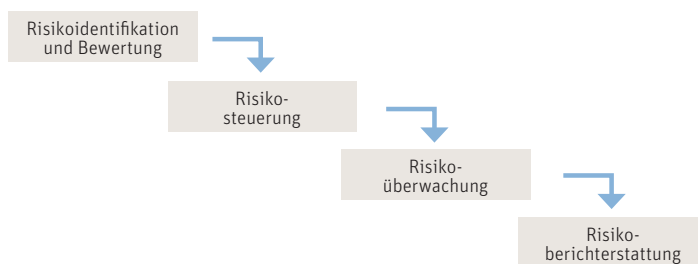 Risikoidentifikation
und Bewertung
Risiko-
steuerung
Risiko-
überwachung
Risiko-
berichterstattung